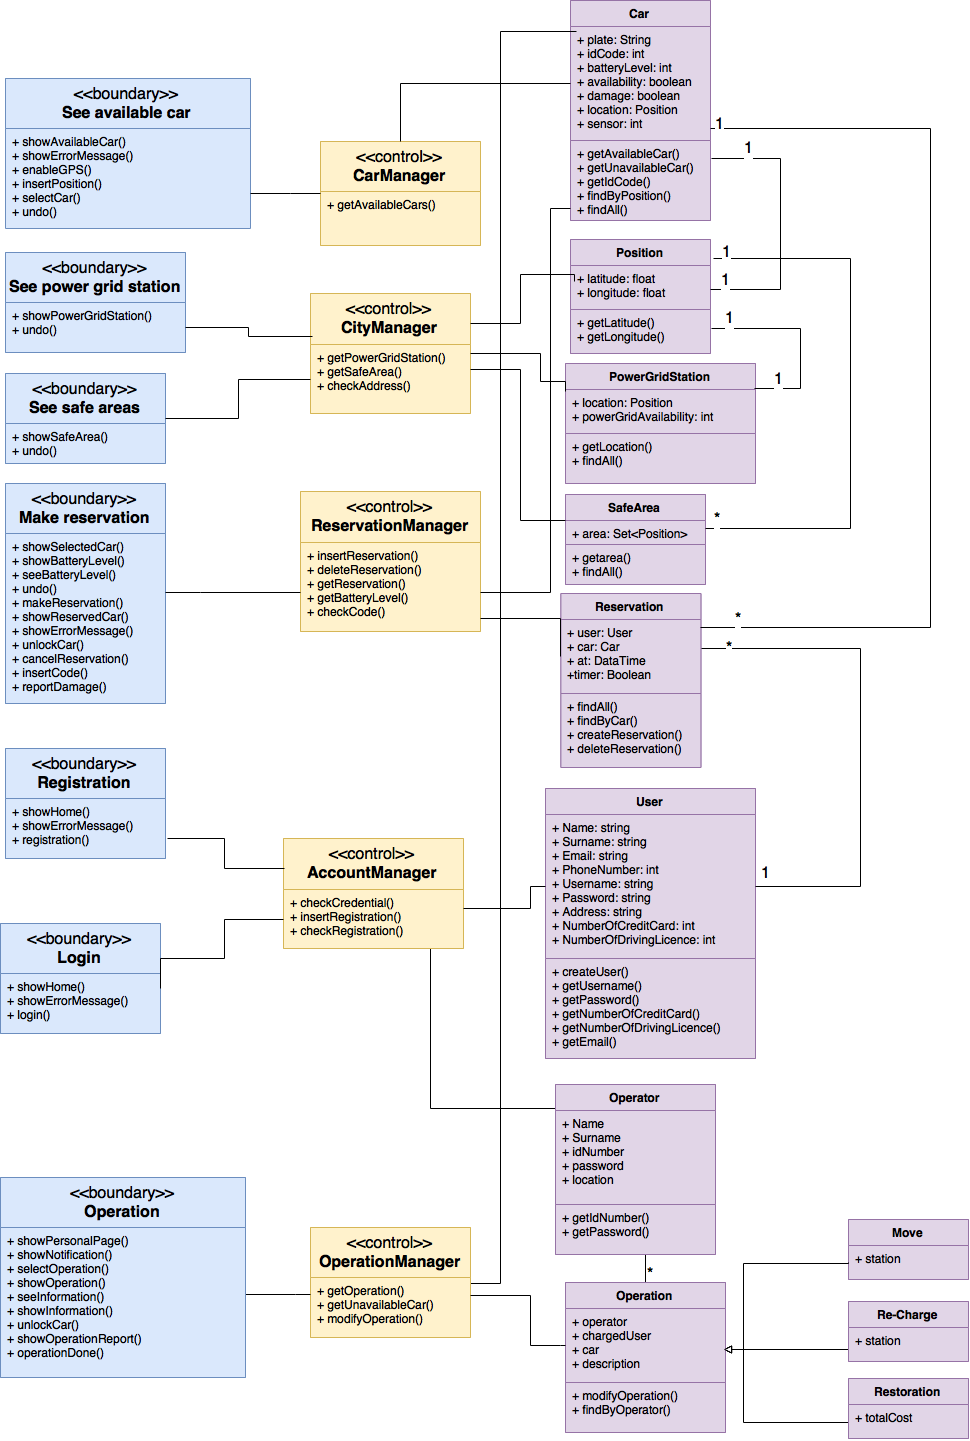 <<boundary>>
See available car
+ showAvailableCar()
+ showErrorMessage()
+ enableGPS()
+ insertPosition()
+ selectCar()
+ undo()
<<boundary>>
See power grid station
+ showPowerGridStation()
+ undo()
<<boundary>>
See safe areas
+ showSafeArea()
+ undo()
<<boundary>>
Make reservation
+ showSelectedCar()
+ showBatteryLevel()
+ seeBatteryLevel()
+ undo()
+ makeReservation()
+ showReservedCar()
+ showErrorMessage()
+ unlockCar()
+ cancelReservation()
+ insertCode()
+ reportDamage()
<<boundary>>
Registration
+ showHome()
+ showErrorMessage()
+ registration()
<<boundary>>
Login
+ showHome()
+ showErrorMessage()
+ login()
<<boundary>>
Operation
+ showPersonalPage()
+ showNotification()
+ selectOperation()
+ showOperation()
+ seeInformation()
+ showInformation()
+ unlockCar()
+ showOperationReport()
+ operationDone()
<<control>>
CarManager
+ getAvailableCars()
<<control>>
CityManager
+ getPowerGridStation()
+ getSafeArea()
+ checkAddress()
<<control>>
ReservationManager
+ insertReservation()
+ deleteReservation()
+ getReservation()
+ getBatteryLevel()
+ checkCode()
<<control>>
AccountManager
+ checkCredential()
+ insertRegistration()
+ checkRegistration()
<<control>>
OperationManager
+ getOperation()
+ getUnavailableCar()
+ modifyOperation()
Car
+ plate: String
+ idCode: int
+ batteryLevel: int
+ availability: boolean
+ damage: boolean
+ location: Position
+ sensor: int
+ getAvailableCar()
+ getUnavailableCar()
+ getIdCode()
+ findByPosition()
+ findAll()
1
1
Position
+ latitude: float
+ longitude: float
+ getLatitude()
+ getLongitude()
1
1
1
PowerGridStation
+ location: Position
+ powerGridAvailability: int
+ getLocation()
+ findAll()
1
SafeArea
+ area: Set<Position>
+ getarea()
+ findAll()
*
Reservation
+ user: User
+ car: Car
+ at: DataTime
+timer: Boolean
+ findAll()
+ findByCar()
+ createReservation()
+ deleteReservation()
*
*
User
+ Name: string
+ Surname: string
+ Email: string
+ PhoneNumber: int
+ Username: string
+ Password: string
+ Address: string
+ NumberOfCreditCard: int
+ NumberOfDrivingLicence: int
+ createUser()
+ getUsername()
+ getPassword()
+ getNumberOfCreditCard()
+ getNumberOfDrivingLicence()
+ getEmail()
1
Operator
+ Name
+ Surname
+ idNumber
+ password
+ location
+ getIdNumber()
+ getPassword()
*
Operation
+ operator
+ chargedUser
+ car
+ description
+ modifyOperation()
+ findByOperator()
Move
+ station
Re-Charge
+ station
Restoration
+ totalCost